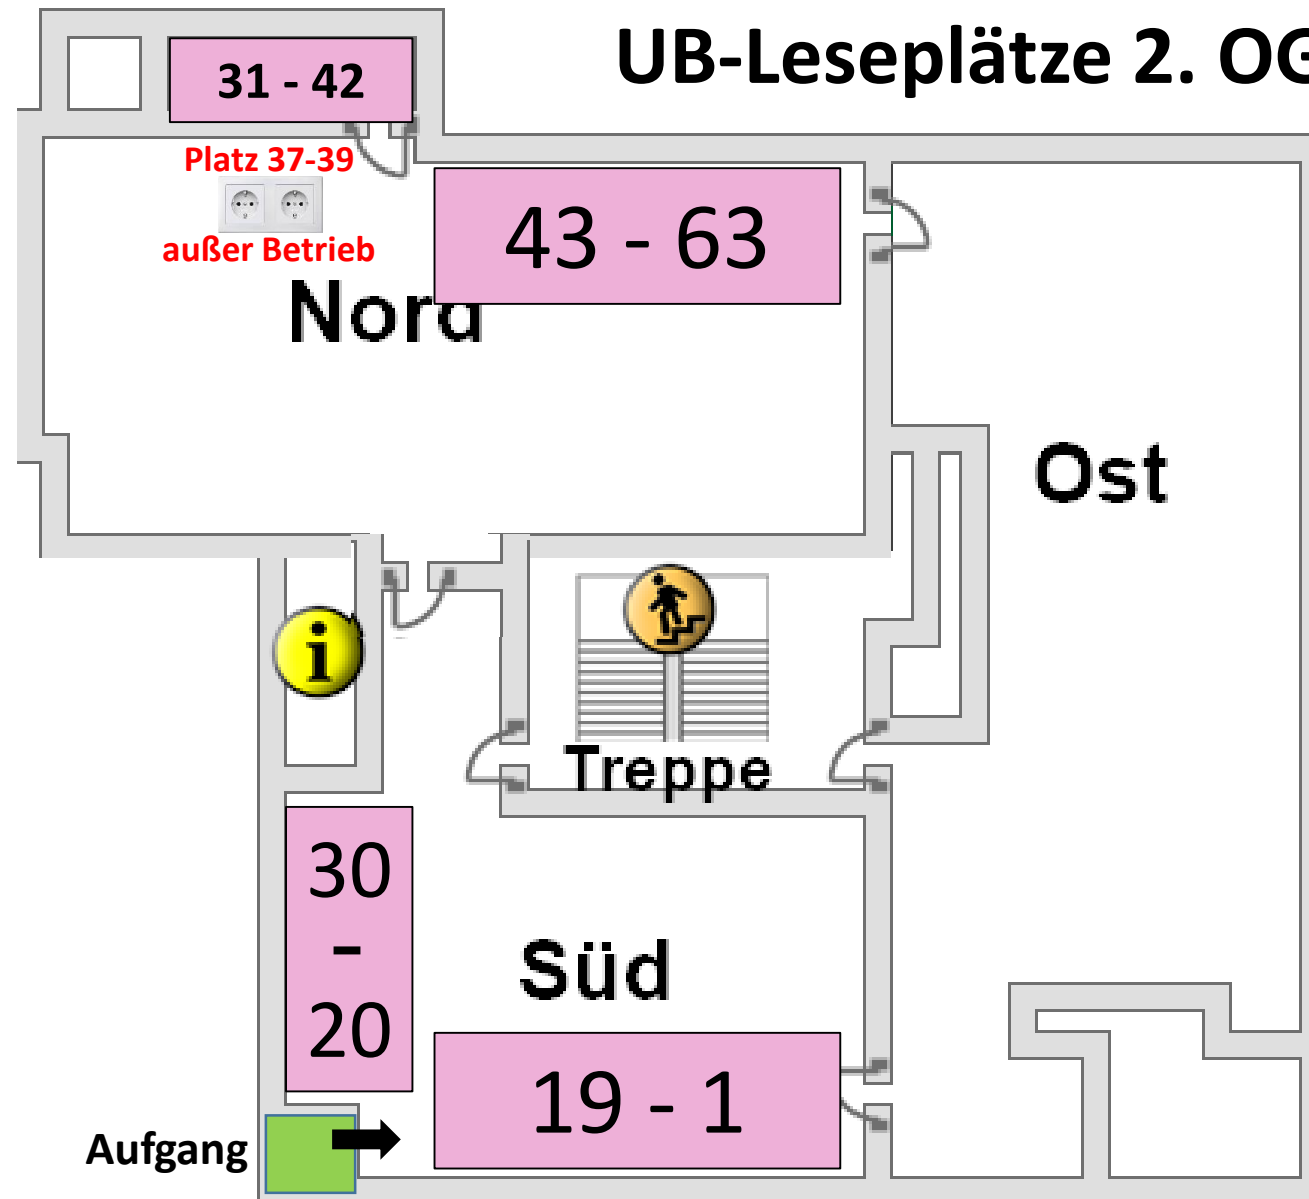 UB-Leseplätze 2. OG
31 - 42
Platz 37-39
außer Betrieb
43 - 63
Nord
Ost
i
Treppe
30
-
20
Süd
19 - 1
Aufgang